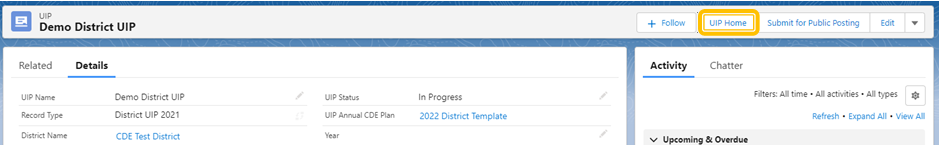 UIP
Demo District UIP
+ Follow UIP Home Submit for Public Posting Edit
Related Details
UIP Name Demo District UIP UIP Status In Progress
Record Type District UIP 2021 UIP Annual CDE Plan 2022 District Template
District Name CDE Test District Year
Activity Chatter
Filters: All time • All activities • All types
Refresh • Expand All • View All
Upcoming & Overdue